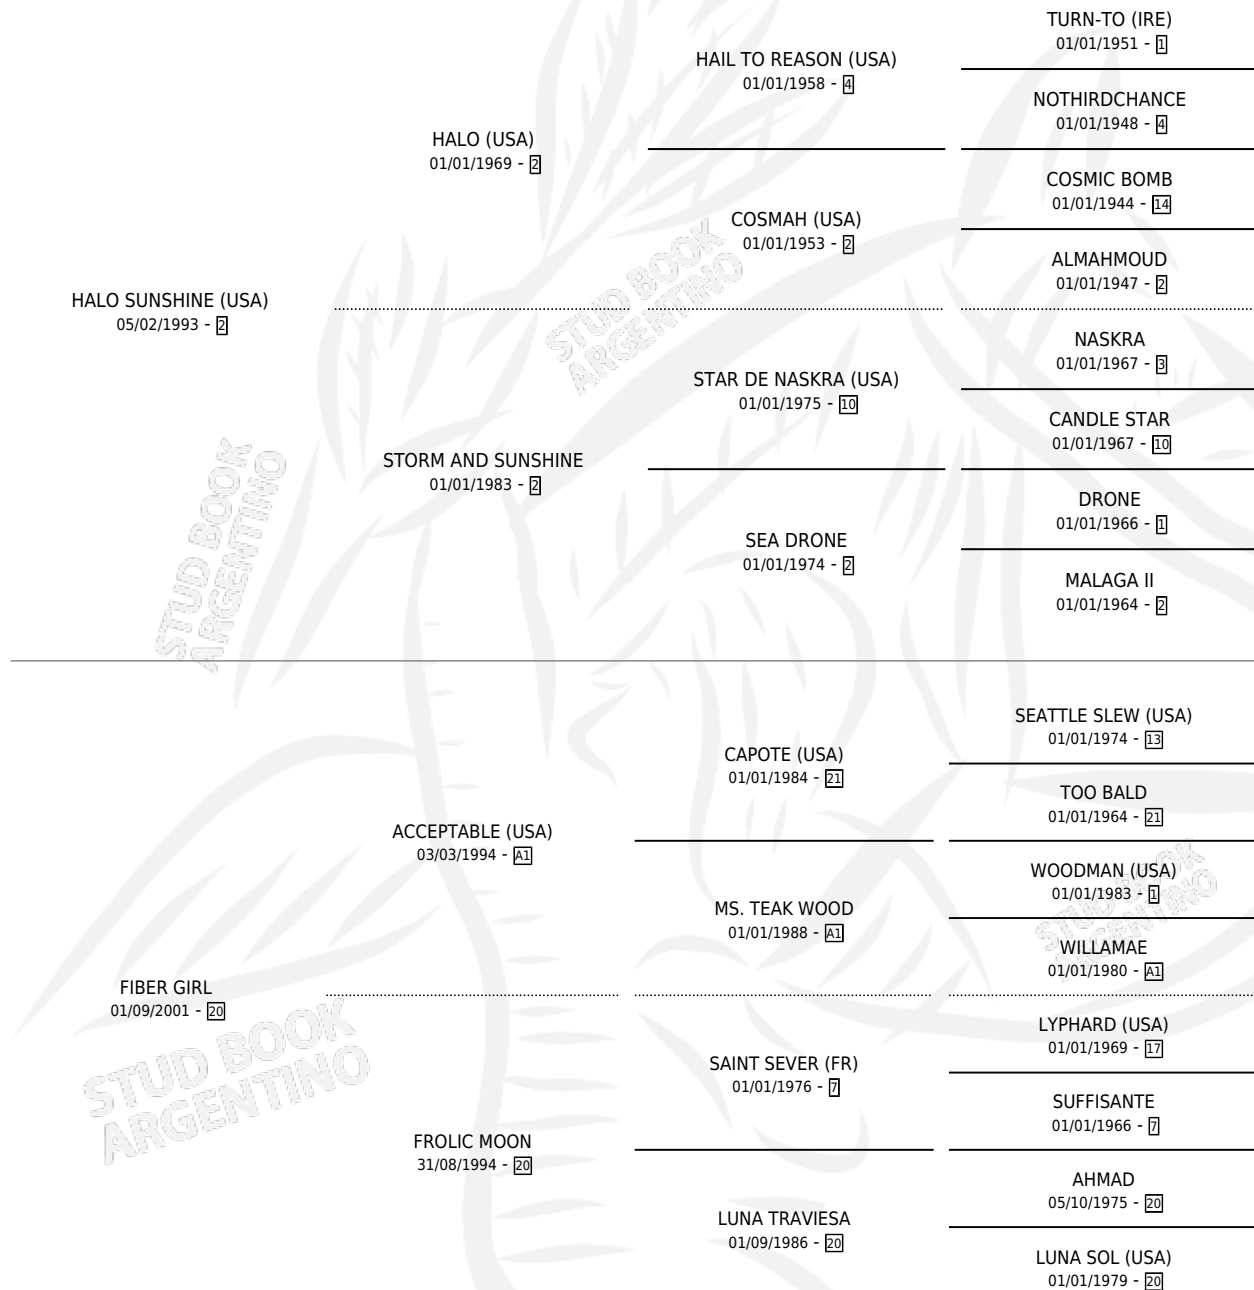 TURN-TO (IRE)
01/01/1951 - 1
HAIL TO REASON (USA)
01/01/1958 - 4
NOTHIRDCHANCE
01/01/1948 - 4
HALO (USA)
01/01/1969 - 2
COSMIC BOMB
01/01/1944 - 14
COSMAH (USA)
01/01/1953 - 2
ALMAHMOUD
01/01/1947 - 2
HALO SUNSHINE (USA)
05/02/1993 - 2
NASKRA
01/01/1967 - 3
STAR DE NASKRA (USA)
01/01/1975 - 10
CANDLE STAR
01/01/1967 - 10
STORM AND SUNSHINE
01/01/1983 - 2
DRONE
01/01/1966 - 1
SEA DRONE
01/01/1974 - 2
MALAGA II
01/01/1964 - 2
SEATTLE SLEW (USA)
01/01/1974 - 13
CAPOTE (USA)
01/01/1984 - 21
TOO BALD
01/01/1964 - 21
ACCEPTABLE (USA)
03/03/1994 - A1
WOODMAN (USA)
01/01/1983 - 1
MS. TEAK WOOD
01/01/1988 - A1
WILLAMAE
01/01/1980 - A1
FIBER GIRL
01/09/2001 - 20
LYPHARD (USA)
01/01/1969 - 17
SAINT SEVER (FR)
01/01/1976 - 7
SUFFISANTE
01/01/1966 - 7
FROLIC MOON
31/08/1994 - 20
AHMAD
05/10/1975 - 20
LUNA TRAVIESA
01/09/1986 - 20
LUNA SOL (USA)
01/01/1979 - 20
STUD BOOK
ARGENTINO
STUD BOOK
ARGENTINO
STUD BOOK
ARGENTINO
STUD BOOK
ARGENTINO